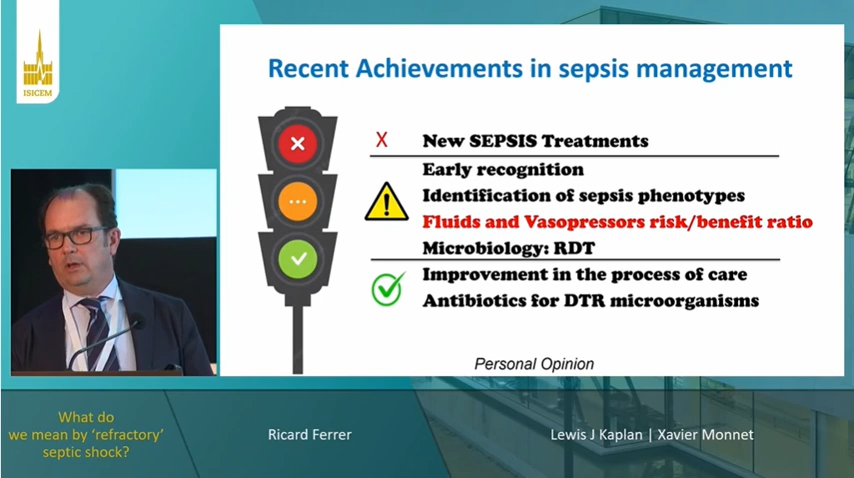 ISICEM
Recent Achievements in sepsis management
X New SEPSIS Treatments
Early recognition
Identification of sepsis phenotypes
Fluids and Vasopressors risk/benefit ratio
Microbiology: RDT
Improvement in the process of care
Antibiotics for DTR microorganisms
Personal Opinion
What do
we mean by ‘refractory’
septic shock?
Ricard Ferrer
Lewis J Kaplan | Xavier Monnet